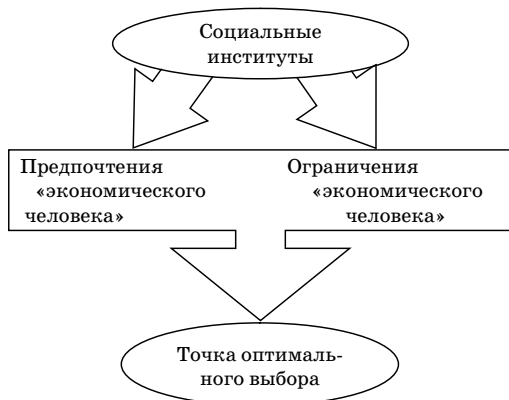 Социальные
институты
Предпочтения
«экономического
человека»
Ограничения
«экономического
человека»
Точка оптималь-
ного выбора